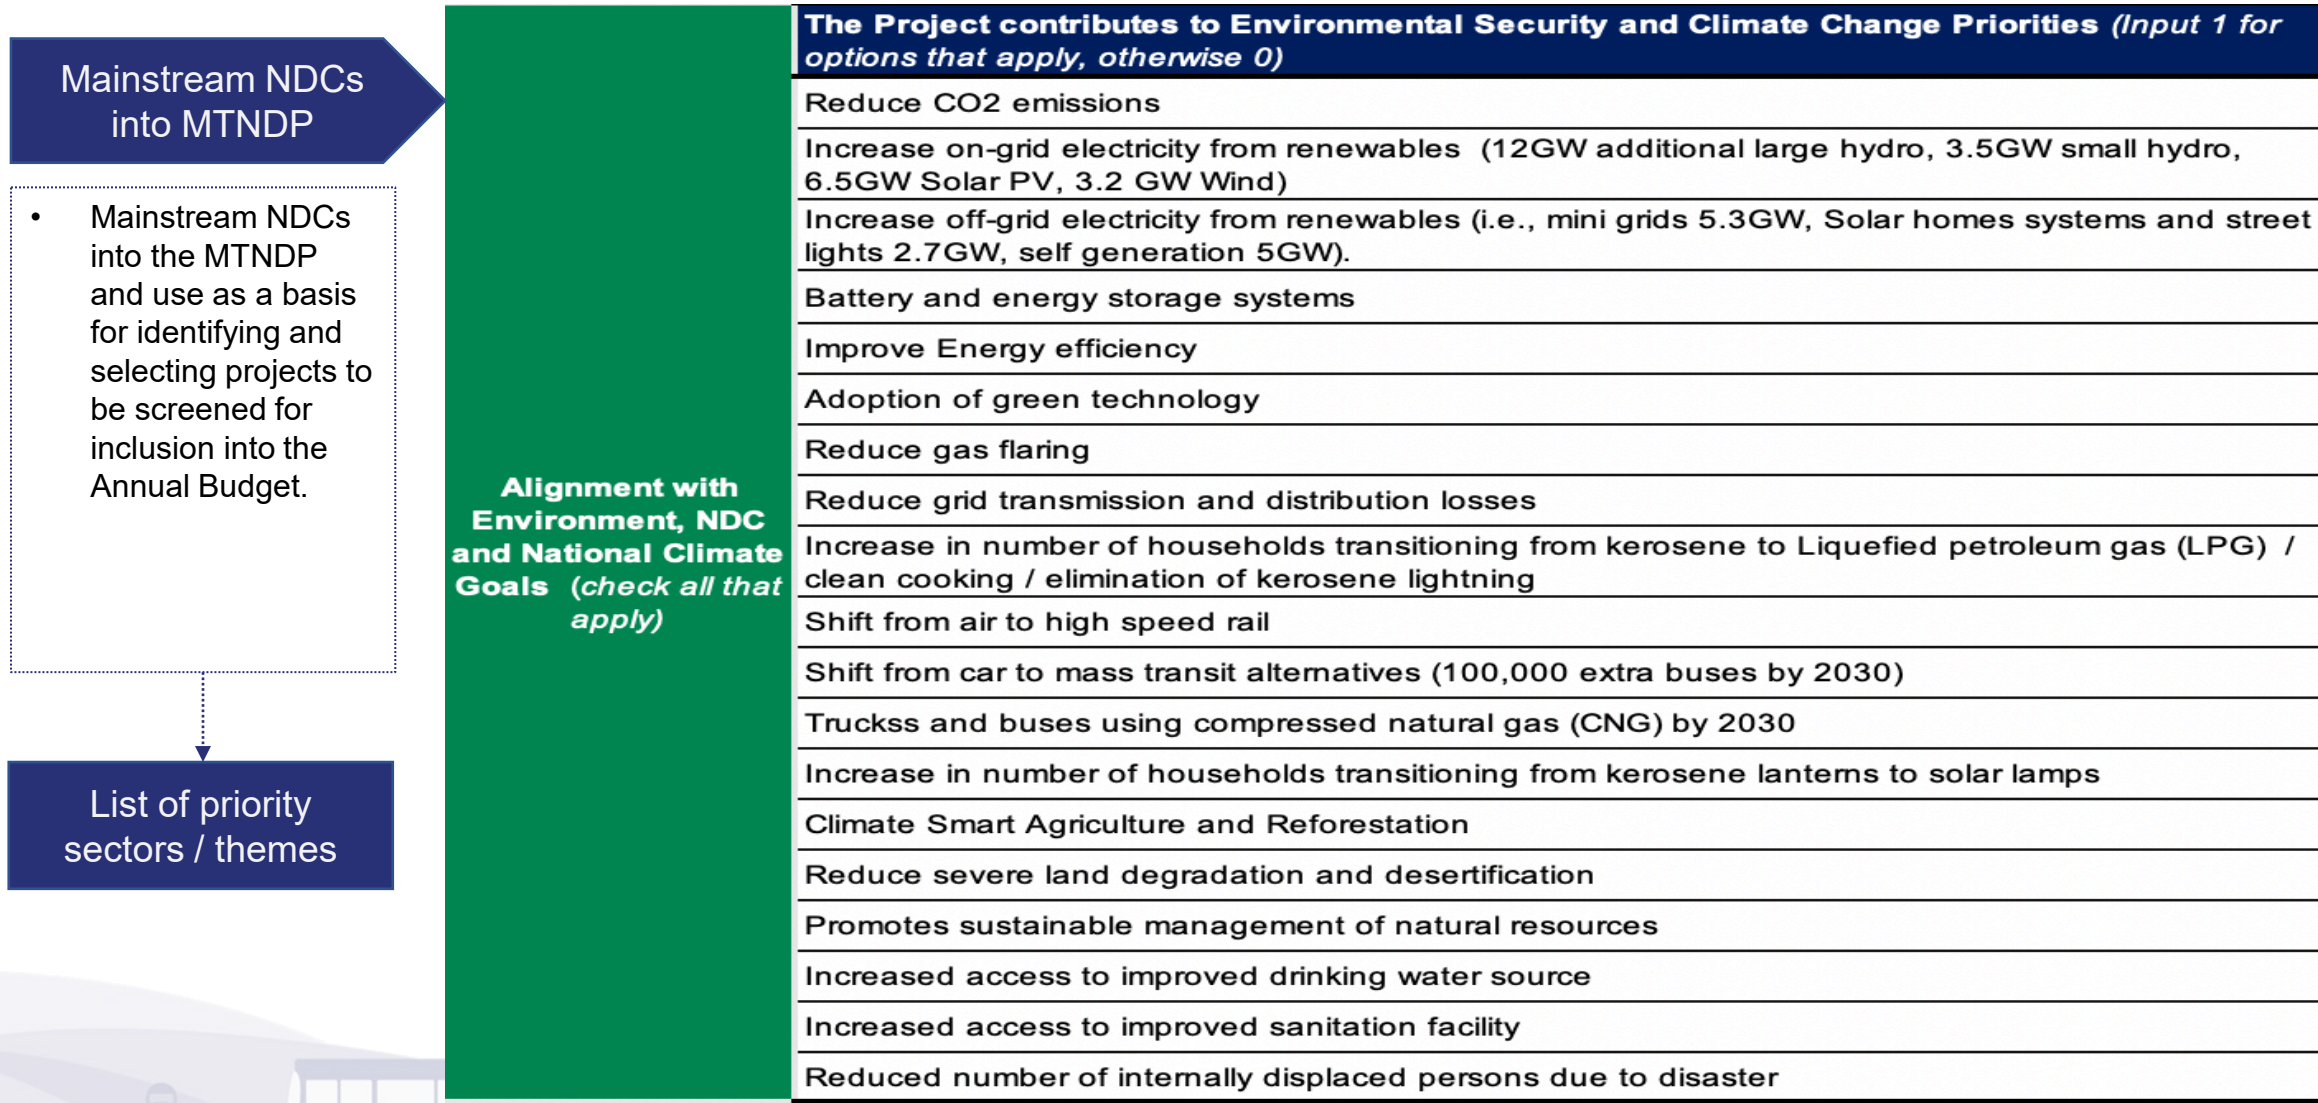 Mainstream NDCs
into MTNDP
• Mainstream NDCs
into the MTNDP
and use as a basis
for identifying and
selecting projects to
be screened for
inclusion into the
Annual Budget.
List of priority
sectors / themes
Alignment with
Environment, NDC
and National Climate
Goals (check all that
apply)
The Project contributes to Environmental Security and Climate Change Priorities (Input 1 for
options that apply, otherwise 0)
Reduce CO2 emissions
Increase on-grid electricity from renewables (12GW additional large hydro, 3.5GW small hydro,
6.5GW Solar PV, 3.2 GW Wind)
Increase off-grid electricity from renewables (i.e., mini grids 5.3GW, Solar homes systems and street
lights 2.7GW, self generation 5GW).
Battery and energy storage systems
Improve Energy efficiency
Adoption of green technology
Reduce gas flaring
Reduce grid transmission and distribution losses
Increase in number of households transitioning from kerosene to Liquefied petroleum gas (LPG) /
clean cooking / elimination of kerosene lightning
Shift from air to high speed rail
Shift from car to mass transit alternatives (100,000 extra buses by 2030)
Truckss and buses using compressed natural gas (CNG) by 2030
Increase in number of households transitioning from kerosene lanterns to solar lamps
Climate Smart Agriculture and Reforestation
Reduce severe land degradation and desertification
Promotes sustainable management of natural resources
Increased access to improved drinking water source
Increased access to improved sanitation facility
Reduced number of internally displaced persons due to disaster